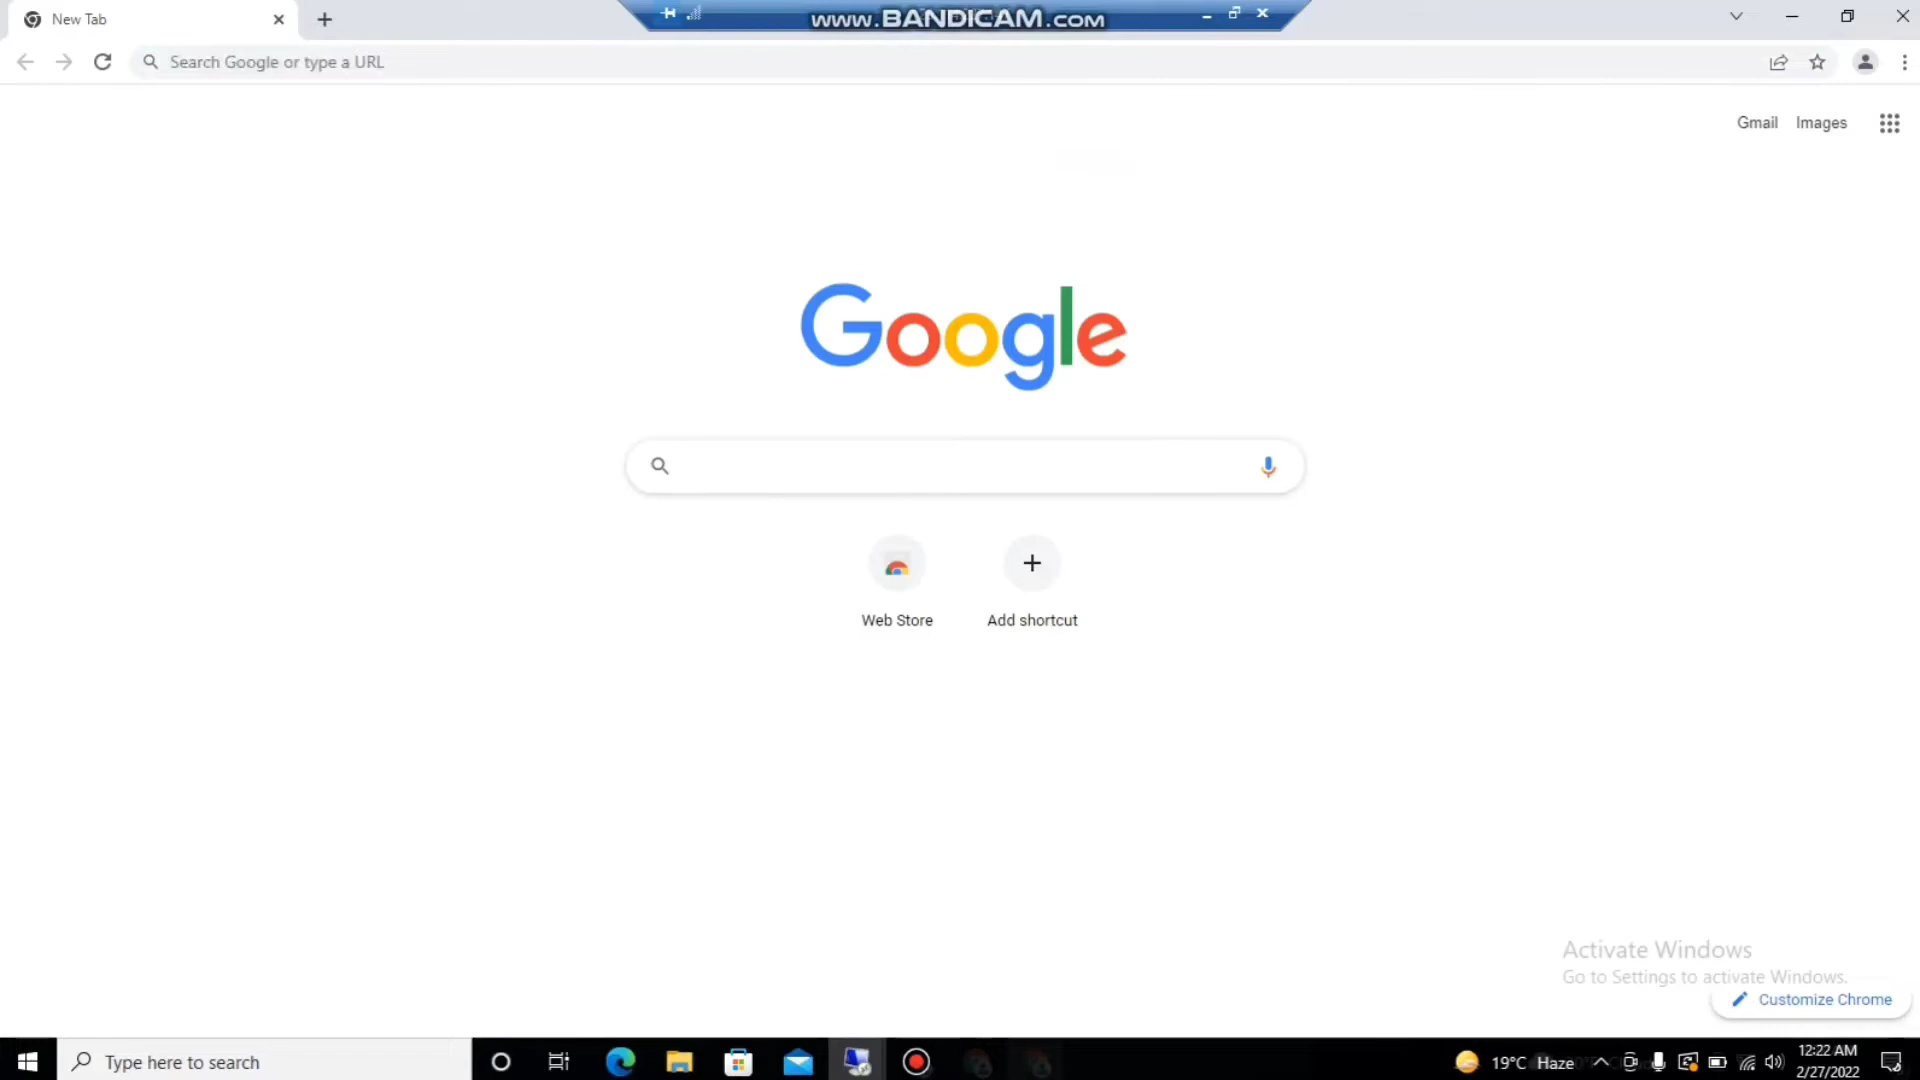 New Tab
www.BANDICAM.com
Search Google or type a URL
Gmail Images
Google
Web Store
Add shortcut
Activate Windows
Go to Settings to activate Windows.
Customize Chrome
Type here to search
19°C Haze
12:22 AM
2/27/2022